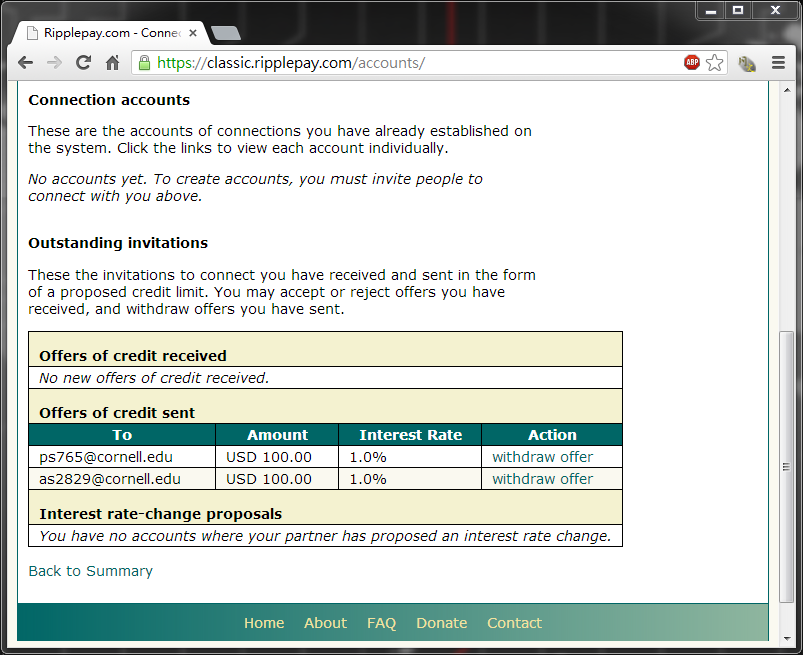 Ripplepay.com - Connec
https://classic.ripplepay.com/accounts/
ABP
Connection accounts
These are the accounts of connections you have already established on
the system. Click the links to view each account individually.
No accounts yet. To create accounts, you must invite people to
connect with you above.
Outstanding invitations
These the invitations to connect you have received and sent in the form
of a proposed credit limit. You may accept or reject offers you have
received, and withdraw offers you have sent.
Offers of credit received
No new offers of credit received.
Offers of credit sent
To Amount Interest Rate Action
ps765@cornell.edu USD 100.00 1.0% withdraw offer
as2829@cornell.edu USD 100.00 1.0% withdraw offer
Interest rate-change proposals
You have no accounts where your partner has proposed an interest rate change.
Back to Summary
Home About FAQ Donate Contact